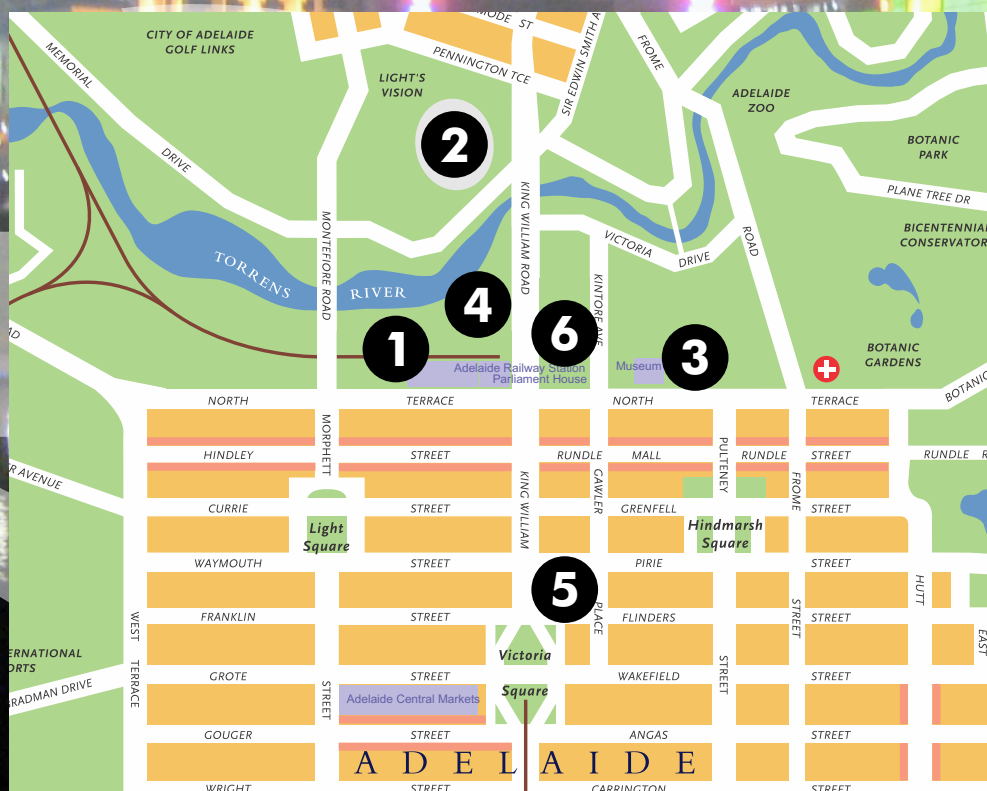 MODE ST
CITY OF ADELAIDE
GOLF LINKS
MEMORIAL
PENNINGTON TCE
SIR EDWIN SMITH A
FROME
LIGHT'S
VISION
ADELAIDE
ZOO
2
BOTANIC
PARK
DRIVE
PLANE TREE DR
KING WILLIAM ROAD
MONTEFIORE ROAD
BICENTENNIAL
CONSERVATOR
VICTORIA
DRIVE
ROAD
TORRENS
RIVER
KINTORE AVE
4
6
1
3
AD
BOTANIC
GARDENS
Adelaide Railway Station
Parliament House
Museum
BOTANIC
NORTH
TERRACE
NORTH
TERRACE
MORPHETT
PULTENEY
HINDLEY
STREET
RUNDLE
MALL
RUNDLE
STREET
RUNDLE R
R AVENUE
KING WILLIAM
GAWLER
FROME
CURRIE
STREET
GRENFELL
STREET
Light
Square
Hindmarsh
Square
WAYMOUTH
STREET
PIRIE
STREET
5
HUTT
WEST
FRANKLIN
STREET
PLACE
FLINDERS
STREET
STREET
EAST
ERNATIONAL
ORTS
Victoria
Square
TERRACE
GROTE
STREET
WAKEFIELD
STREET
STREET
BRADMAN DRIVE
STREET
Adelaide Central Markets
GOUGER
STREET
ANGAS
STREET
ADELAIDE
WRIGHT
STREET
CARRINGTON
STREET